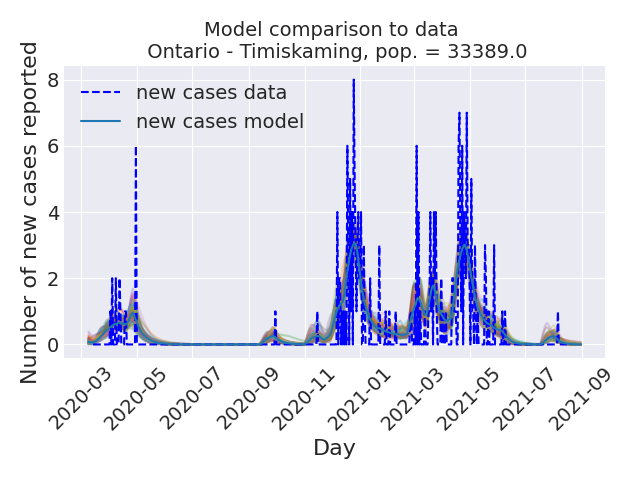 Model comparison to data
Ontario - Timiskaming, pop. = 33389.0
Number of new cases reported
8
6
4
2
0
new cases data
new cases model
2020-03
2020-05
2020-07
2020-09
2020-11
2021-01
2021-03
2021-05
2021-07
2021-09
Day